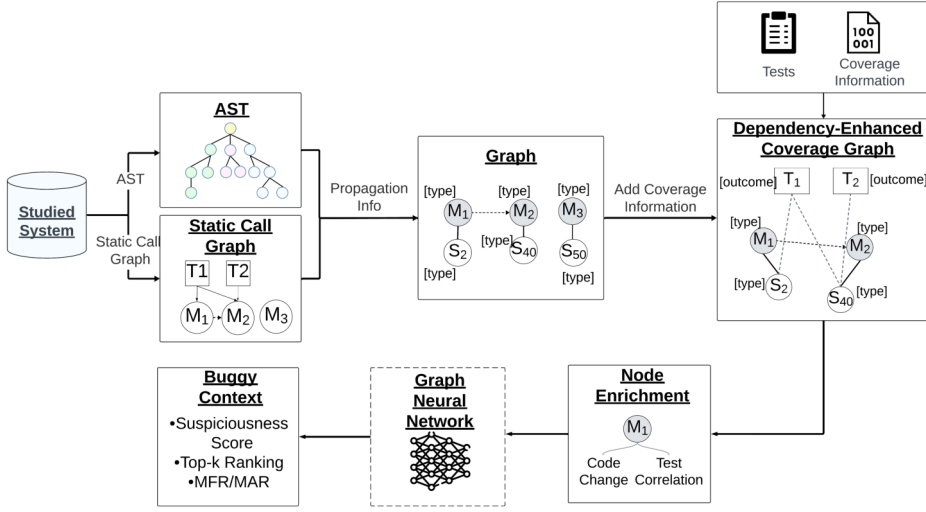 Tests
Coverage
Information
Studied
System
AST
Static Call
Graph
AST
Static Call
Graph
T1
T2
M1
M2
M3
Propagation
Info
Graph
[type]
[type]
[type]
M1
M2
M3
[type]
S2
S40
S50
[type]
[type]
Add Coverage
Information
Dependency-Enhanced
Coverage Graph
[outcome]
T1
T2
[outcome]
[type]
[type]
M1
M2
[type]
S2
S40
[type]
Buggy
Context
•Suspiciousness
Score
•Top-k Ranking
•MFR/MAR
Graph
Neural
Network
Node
Enrichment
M1
Code
Change
Test
Correlation